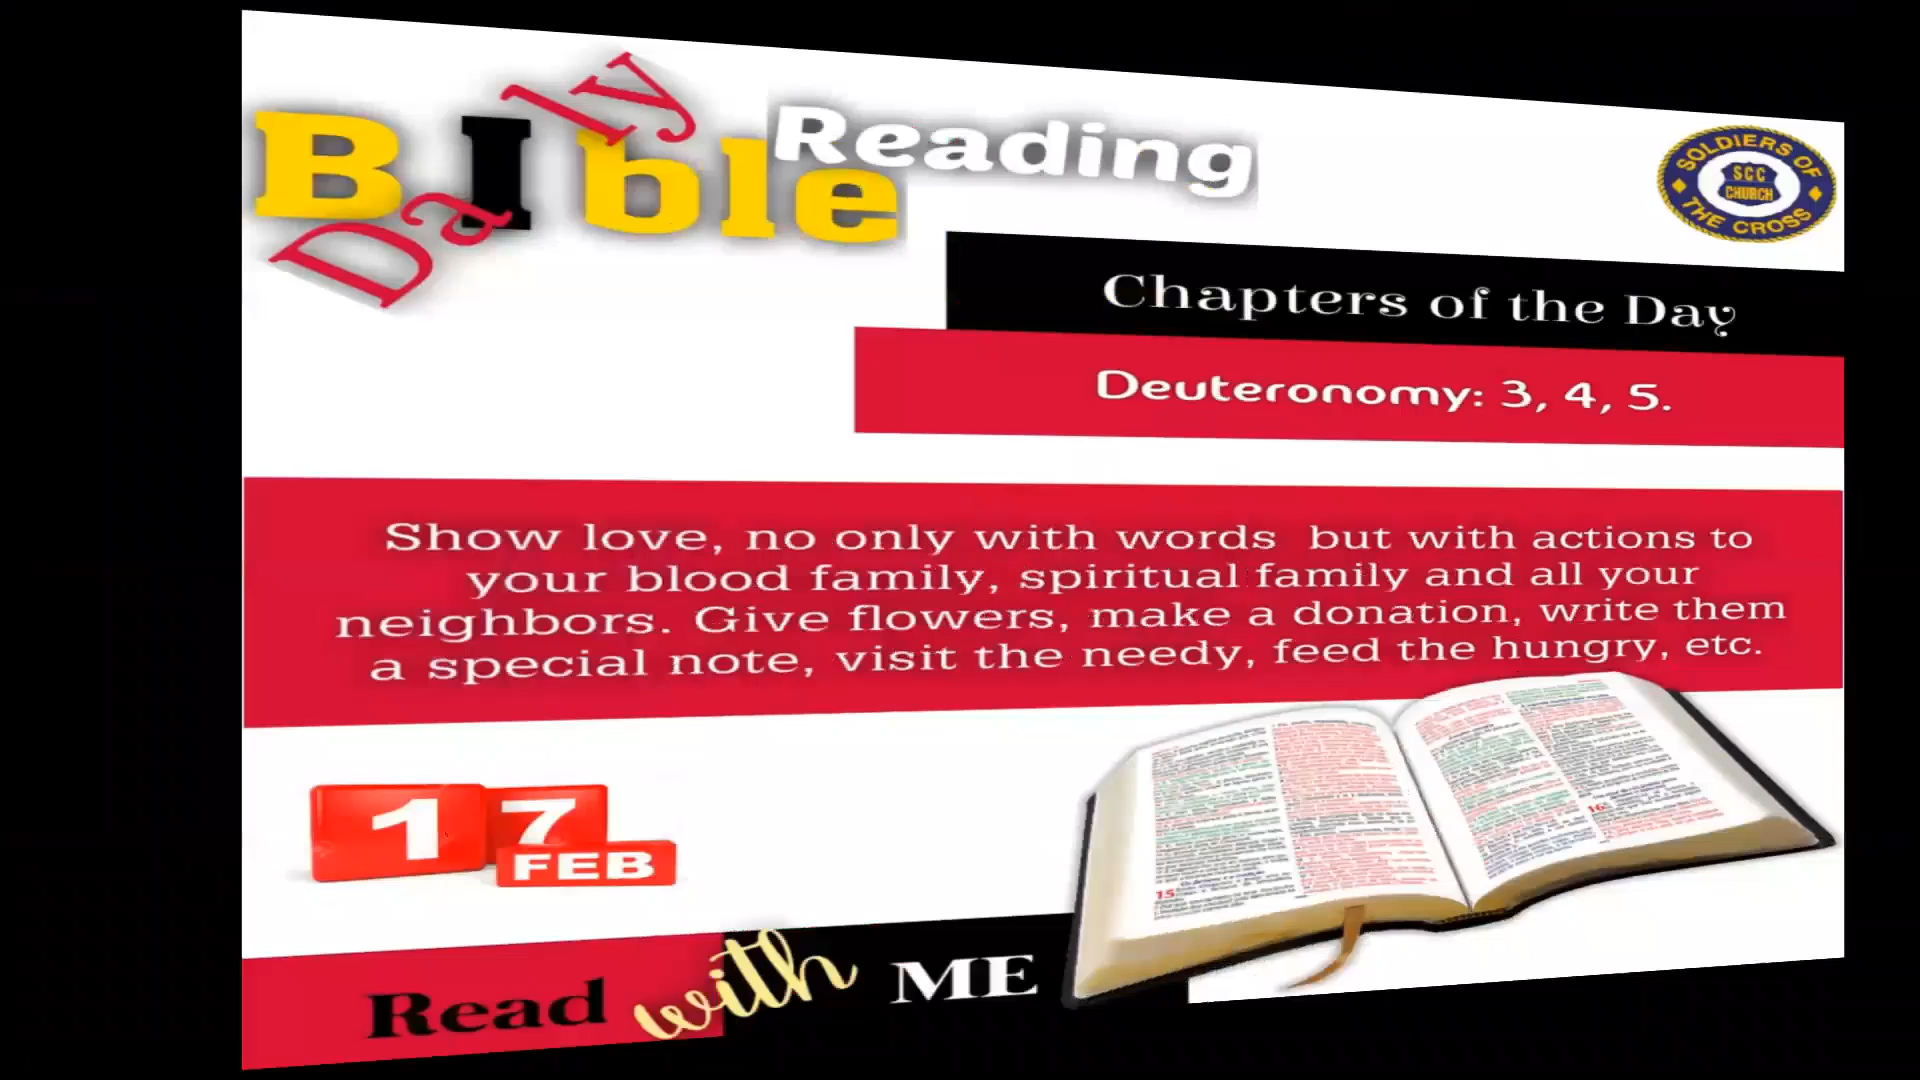 Daily
BIble Reading
SOLDIERS OF
SCC
CHURCH
THE CROSS
Chapters of the Day
Deuteronomy: 3, 4, 5.
Show love, no only with words but with actions to
your blood family, spiritual family and all your
neighbors. Give flowers, make a donation, write them
a special note, visit the needy, feed the hungry, etc.
17
FEB
15
16
Read with ME